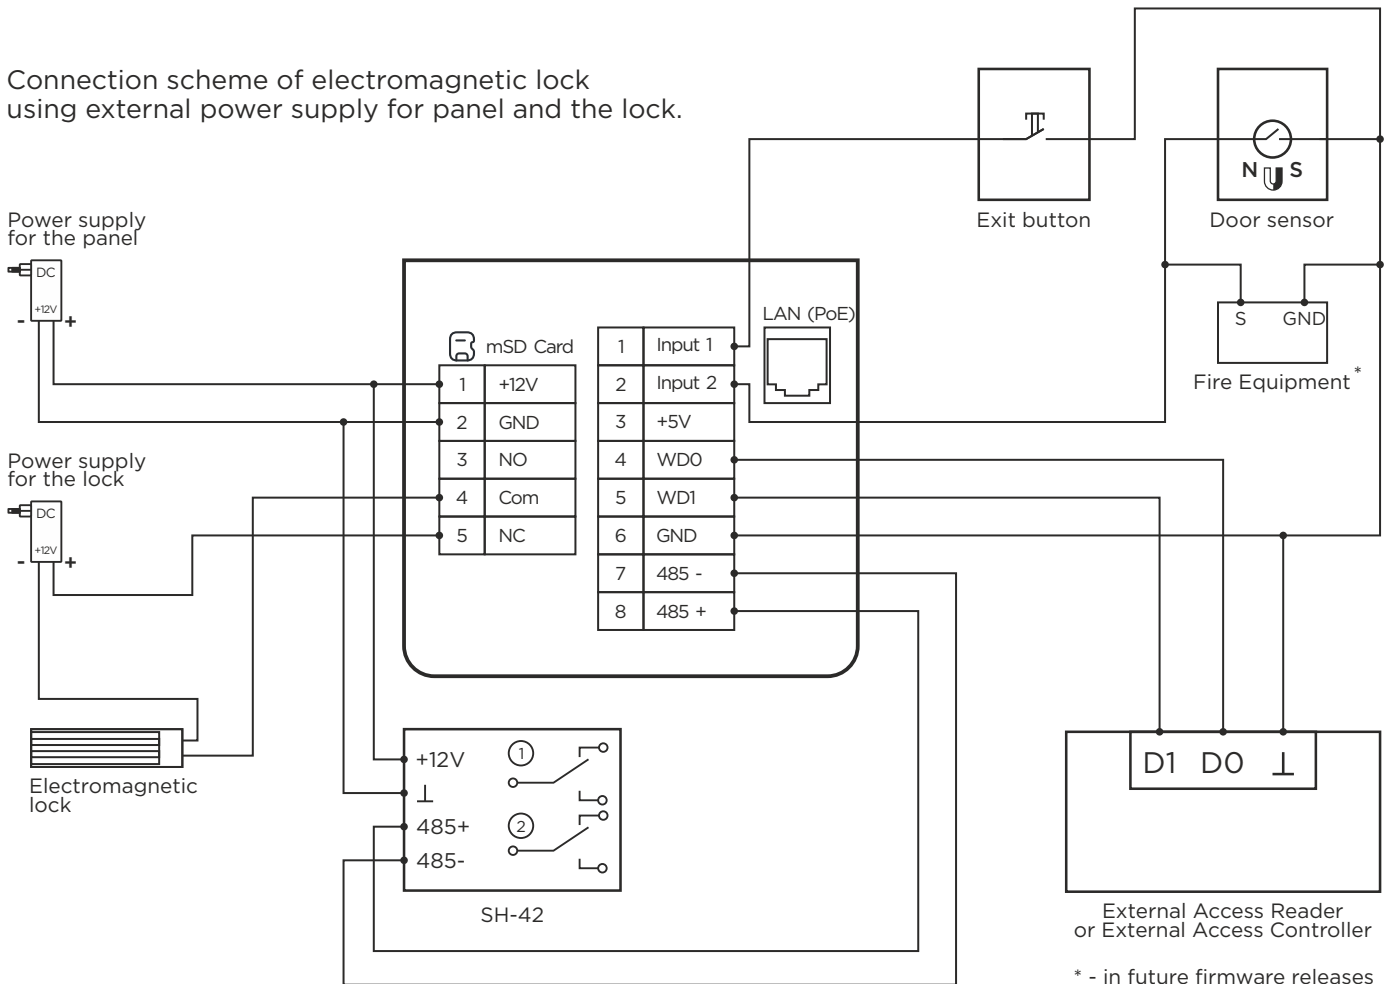 Connection scheme of electromagnetic lock
using external power supply for panel and the lock.
Exit button
N S
Door sensor
S GND
Fire Equipment *
Power supply
for the panel
DC
+12V
- +
Power supply
for the lock
DC
+12V
- +
Electromagnetic
lock
mSD Card
1 +12V
2 GND
3 NO
4 Com
5 NC
LAN (PoE)
1 Input 1
2 Input 2
3 +5V
4 WD0
5 WD1
6 GND
7 485 -
8 485 +
+12V
485+
485-
1
2
SH-42
D1 D0
External Access Reader
or External Access Controller
* - in future firmware releases